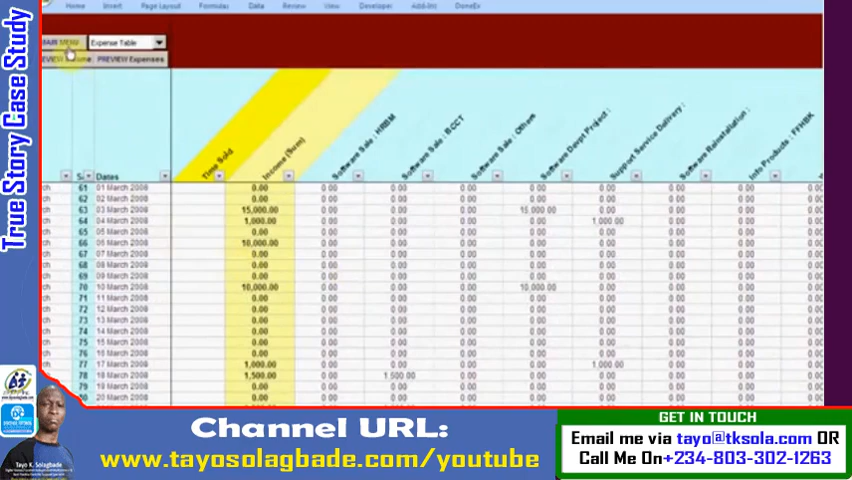 True Story Case Study
Home Insert Page Layout Formulas Data Review View Developer Add-Ins DoneEx
MAIN MENU Expense Table
PREVIEW Expenses
Time Sold
Income (Sum)
Software Sale : HRBM
Software Sale : BCCT
Software Sale : Others
Software Devpt Project :
Support Service Delivery :
Software Reinstallation :
Info Products : FFHBK
Dates
61 01 March 2008 0.00 0.00 0.00 0.00 0.00 0.00 0.00 0.00
62 02 March 2008 0.00 0.00 0.00 0.00 0.00 0.00 0.00 0.00
63 03 March 2008 15,000.00 0.00 0.00 15,000.00 0.00 0.00 0.00 0.00
64 04 March 2008 1,000.00 0.00 0.00 0.00 0.00 1,000.00 0.00 0.00
65 05 March 2008 0.00 0.00 0.00 0.00 0.00 0.00 0.00 0.00
66 06 March 2008 10,000.00 0.00 0.00 0.00 0.00 0.00 0.00 0.00
67 07 March 2008 0.00 0.00 0.00 0.00 0.00 0.00 0.00 0.00
68 08 March 2008 0.00 0.00 0.00 0.00 0.00 0.00 0.00 0.00
69 09 March 2008 0.00 0.00 0.00 0.00 0.00 0.00 0.00 0.00
70 10 March 2008 10,000.00 0.00 0.00 10,000.00 0.00 0.00 0.00 0.00
71 11 March 2008 0.00 0.00 0.00 0.00 0.00 0.00 0.00 0.00
72 12 March 2008 0.00 0.00 0.00 0.00 0.00 0.00 0.00 0.00
73 13 March 2008 0.00 0.00 0.00 0.00 0.00 0.00 0.00 0.00
74 14 March 2008 0.00 0.00 0.00 0.00 0.00 0.00 0.00 0.00
75 15 March 2008 0.00 0.00 0.00 0.00 0.00 0.00 0.00 0.00
76 16 March 2008 0.00 0.00 0.00 0.00 0.00 0.00 0.00 0.00
77 17 March 2008 1,000.00 0.00 0.00 0.00 0.00 1,000.00 0.00 0.00
78 18 March 2008 1,500.00 0.00 1,500.00 0.00 0.00 0.00 0.00 0.00
79 19 March 2008 0.00 0.00 0.00 0.00 0.00 0.00 0.00 0.00
80 20 March 2008 0.00 0.00 0.00 0.00 0.00 0.00 0.00 0.00
Tayo K. Solagbade
Channel URL:
www.tayosolagbade.com/youtube
GET IN TOUCH
Email me via tayo@tksola.com OR
Call Me On+234-803-302-1263